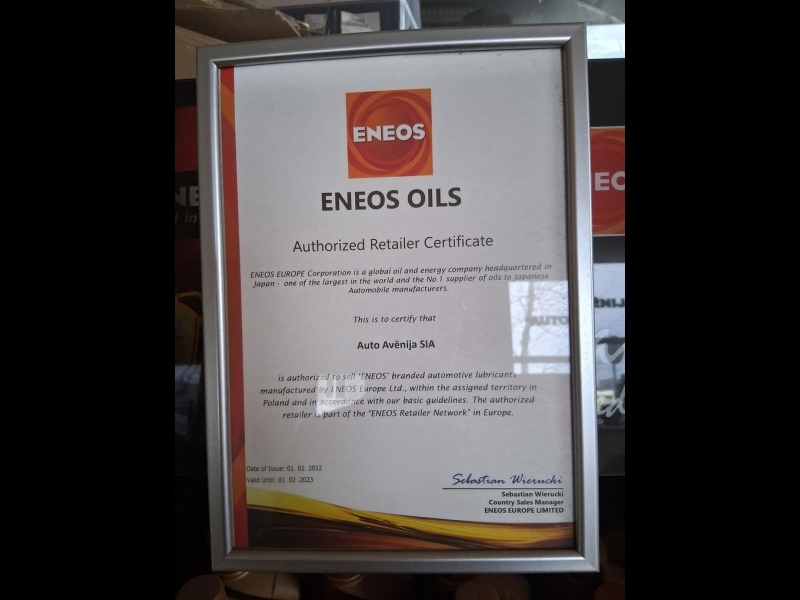 ENEOS
ENEOS OILS
Authorized Retailer Certificate
ENEOS EUROPE Corporation is a global oil and energy company headquartered in
Japan - one of the largest in the world and the No.1 supplier of oils to Japanese
Automobile manufacturers.
This is to certify that
Auto Avēnija SIA
is authorized to sell 'ENEOS' branded automotive lubricants
manufactured by ENEOS Europe Ltd., within the assigned territory in
Poland and in accordance with our basic guidelines. The authorized
retailer is part of the "ENEOS Retailer Network" in Europe.
Date of Issue: 01. 02. 2022
Valid Until: 01 .02 .2023
Sebastian Wierucki
Sebastian Wierucki
Country Sales Manager
ENEOS EUROPE LIMITED